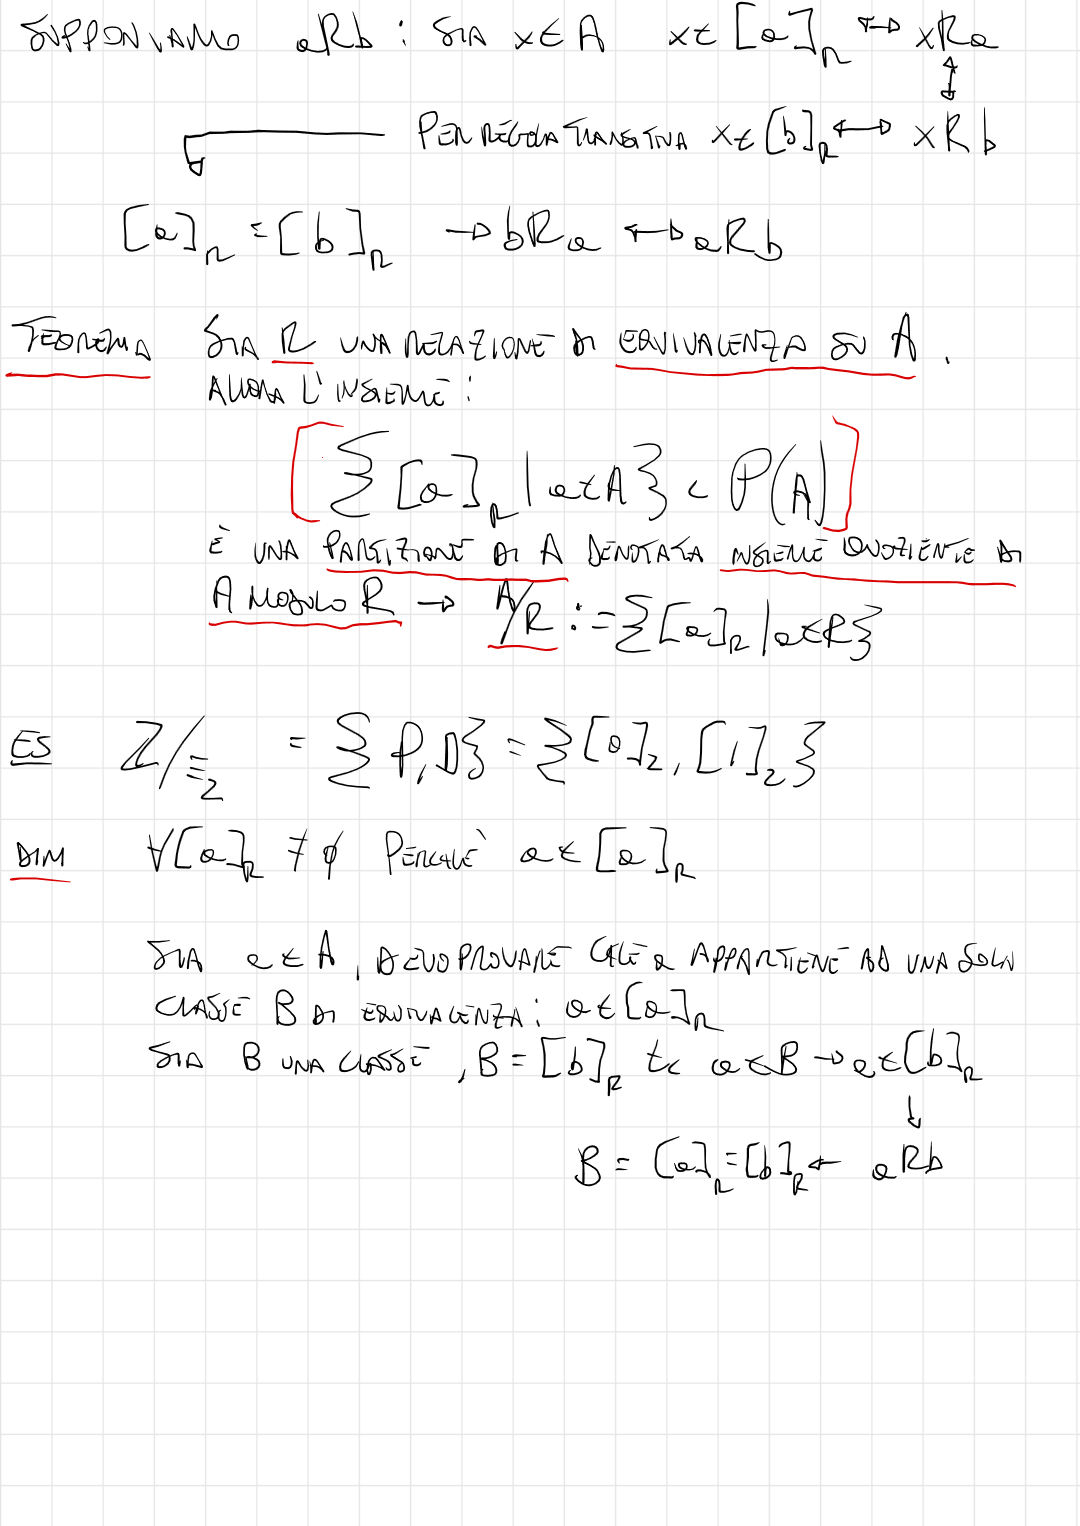 SUPPONIAMO aRb : SIA x∈A x∈[a]_R ↔ xRa
↕
PER REGOLA TRANSITIVA x∈[b]_R ↔ xRb
[a]_R = [b]_R → bRa ↔ aRb
TEOREMA SIA R UNA RELAZIONE DI EQUIVALENZA SU A .
ALLORA L'INSIEME :
[{[a]_R | a∈A} ⊂ P(A)]
È UNA PARTIZIONE DI A DENOTATA INSIEME QUOZIENTE DI
A MODULO R → A/R := {[a]_R | a∈R}
ES Z/≡_2 = {P, D} = {[0]_2, [1]_2}
DIM ∀[a]_R ≠ ∅ PERCHÉ a∈[a]_R
SIA a∈A , DEVO PROVARE CHE a APPARTIENE AD UNA SOLA
CLASSE B DI EQUIVALENZA : a∈[a]_R
SIA B UNA CLASSE , B = [b]_R tc a∈B → a∈[b]_R
↓
B = [a]_R = [b]_R ← aRb